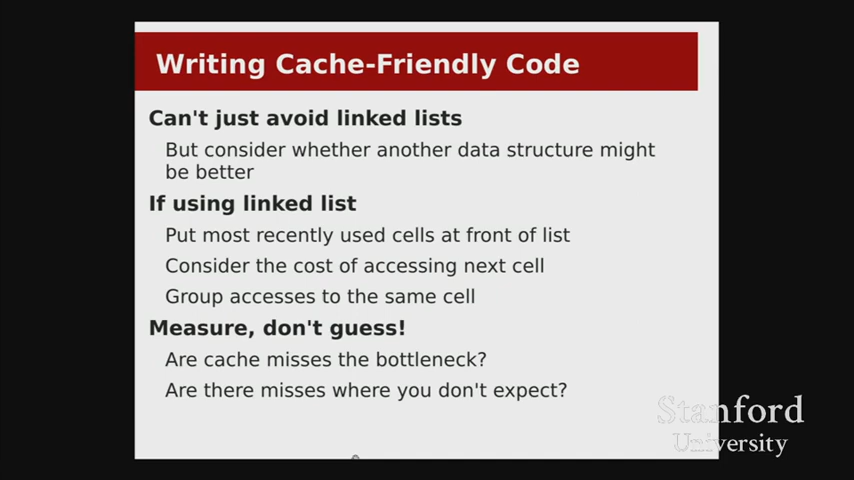 Writing Cache-Friendly Code
Can't just avoid linked lists
But consider whether another data structure might
be better
If using linked list
Put most recently used cells at front of list
Consider the cost of accessing next cell
Group accesses to the same cell
Measure, don't guess!
Are cache misses the bottleneck?
Are there misses where you don't expect?
Stanford
University